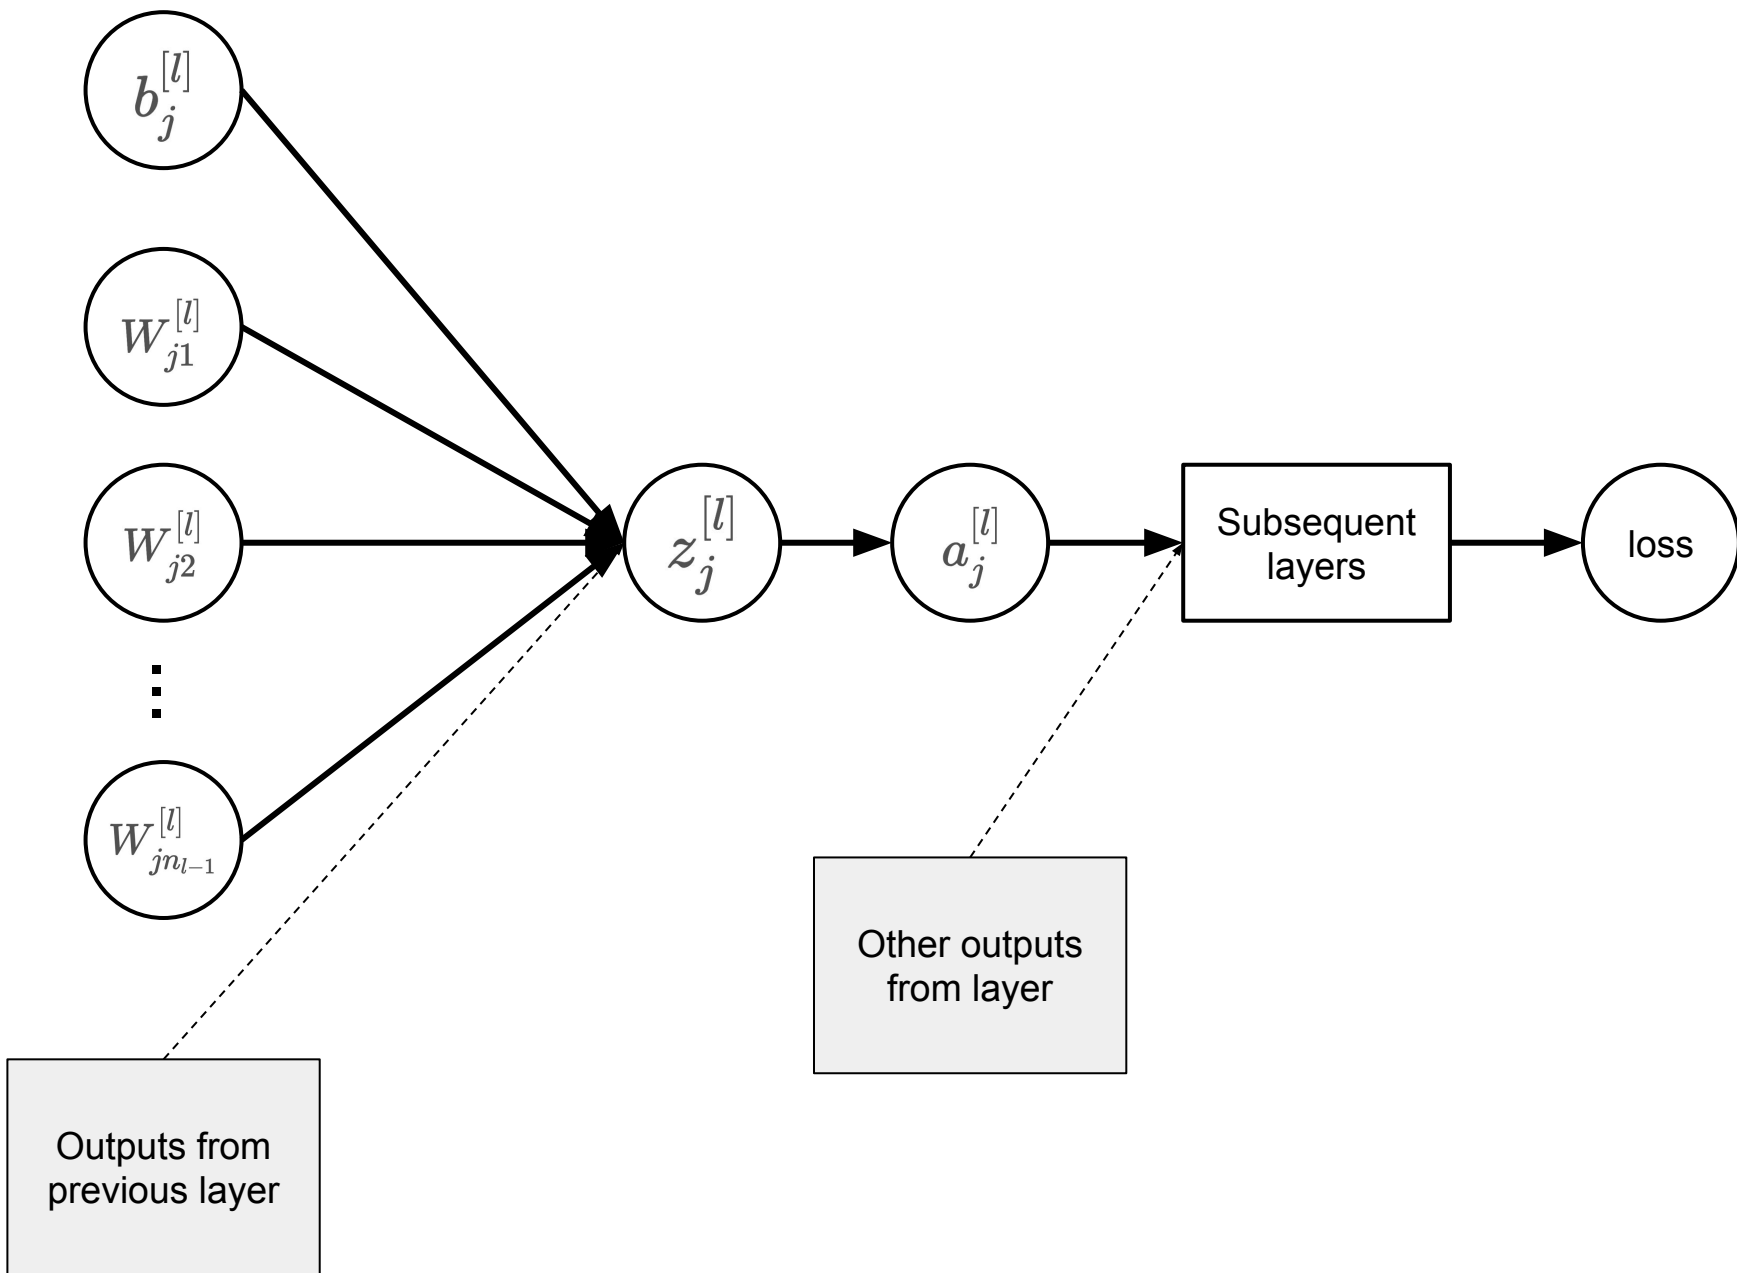 $b_j^{[l]}$
$W_{j1}^{[l]}$
$W_{j2}^{[l]}$
⋮
$W_{jn_{l-1}}^{[l]}$
$z_j^{[l]}$
$a_j^{[l]}$
Subsequent
layers
loss
Other outputs
from layer
Outputs from
previous layer